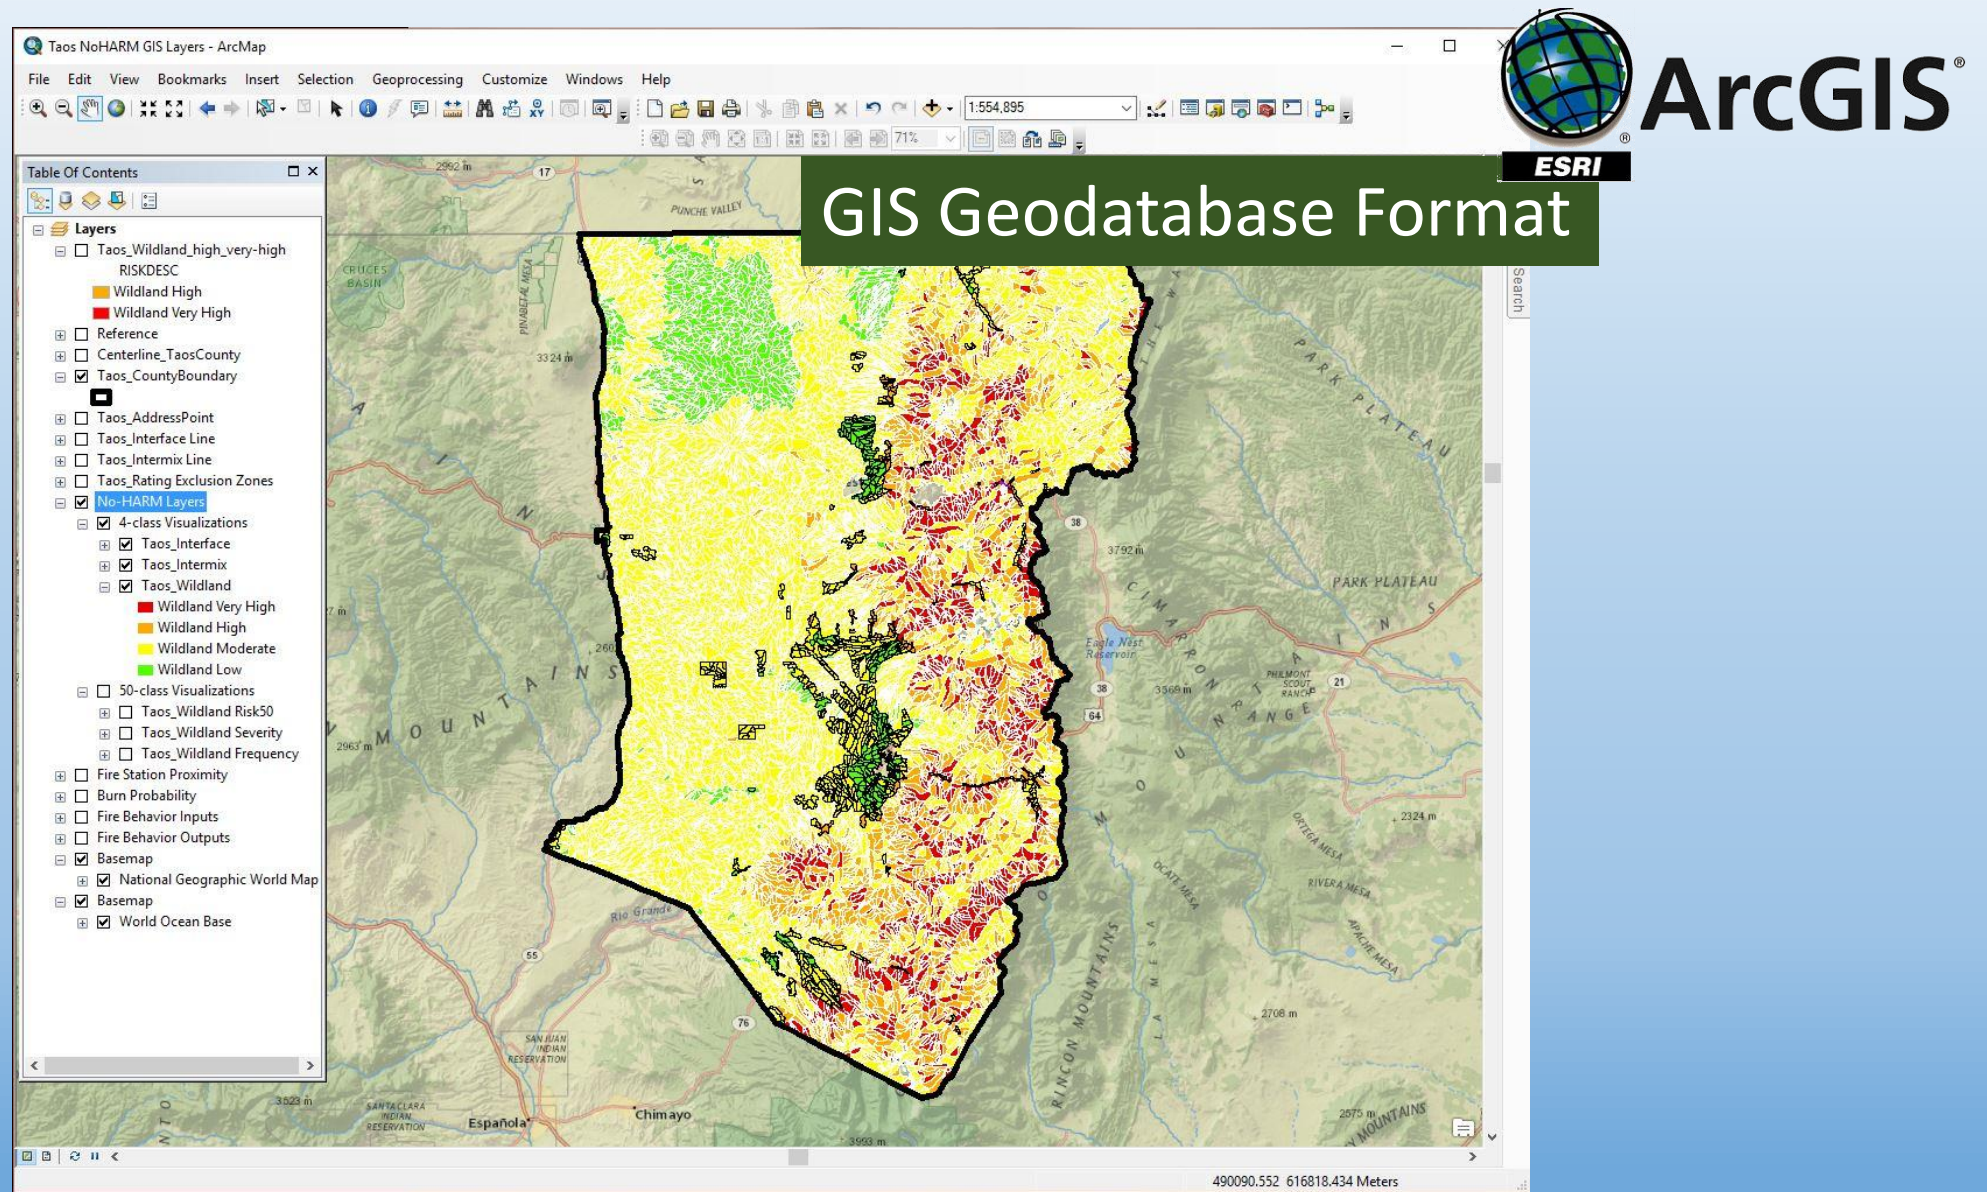 Taos NoHARM GIS Layers - ArcMap
File Edit View Bookmarks Insert Selection Geoprocessing Customize Windows Help
1:554,895
71%
ArcGIS®
ESRI
GIS Geodatabase Format
Search
Table Of Contents
Layers
Taos_Wildland_high_very-high
RISKDESC
Wildland High
Wildland Very High
Reference
Centerline_TaosCounty
Taos_CountyBoundary
Taos_AddressPoint
Taos_Interface Line
Taos_Intermix Line
Taos_Rating Exclusion Zones
No-HARM Layers
4-class Visualizations
Taos_Interface
Taos_Intermix
Taos_Wildland
Wildland Very High
Wildland High
Wildland Moderate
Wildland Low
50-class Visualizations
Taos_Wildland Risk50
Taos_Wildland Severity
Taos_Wildland Frequency
Fire Station Proximity
Burn Probability
Fire Behavior Inputs
Fire Behavior Outputs
Basemap
National Geographic World Map
Basemap
World Ocean Base
2992 m
17
PUNCHE VALLEY
CRUCES
BASIN
PINABETAL MESA
3324 m
PARK PLATEAU
38
3792 m
PARK PLATEAU
CIMARRON RANGE
Eagle Nest
Reservoir
PHILMONT
SCOUT
RANCH
21
38
3569 m
64
2963 m
MOUNTAINS
2324 m
ORTEGA MESA
OCATE MESA
RIVERA MESA
APACHE MESA
Rio Grande
55
RINCON MOUNTAINS
LA MESA
76
2708 m
SAN JUAN
INDIAN
RESERVATION
3523 m
SANTA CLARA
INDIAN
RESERVATION
Española
Chimayo
3993 m
2575 m
490090.552 616818.434 Meters